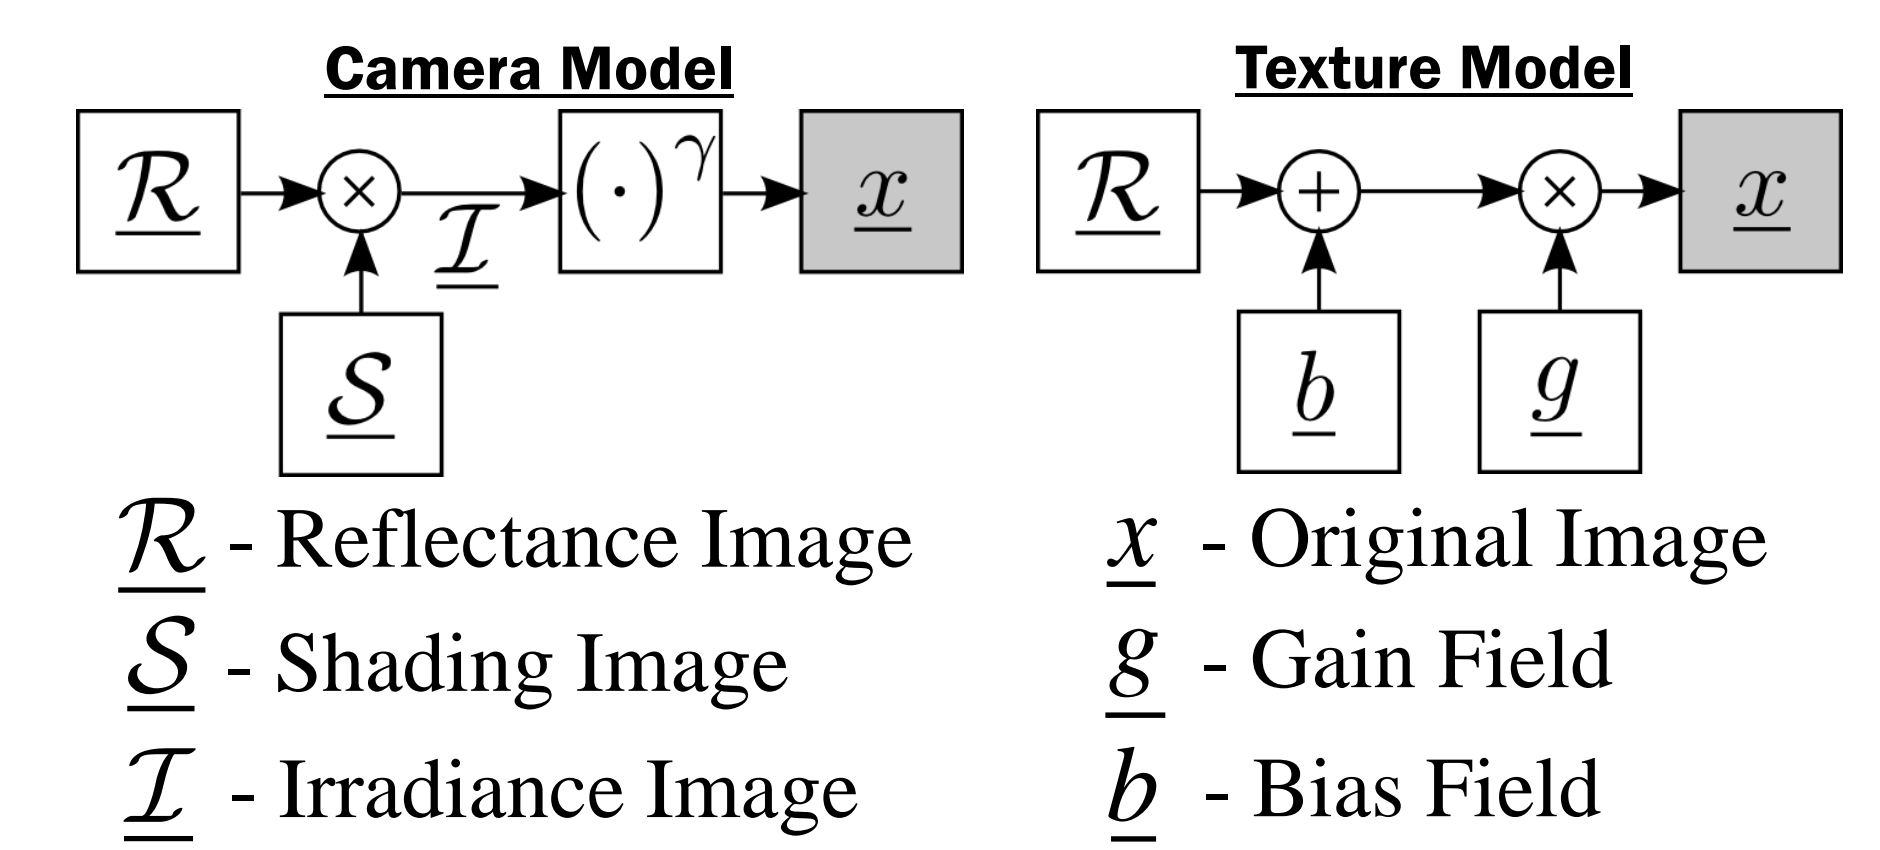 Camera Model
ℛ × ℐ (·)^γ x
𝒮
Texture Model
ℛ + × x
b g
ℛ - Reflectance Image
𝒮 - Shading Image
ℐ - Irradiance Image
x - Original Image
g - Gain Field
b - Bias Field